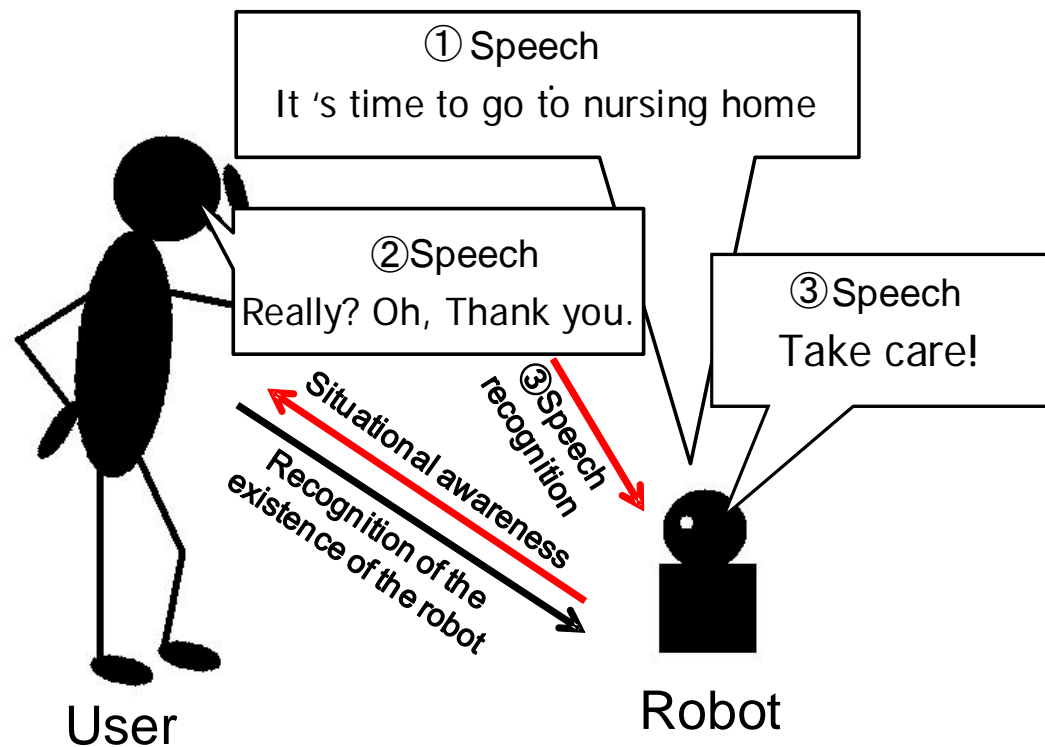 ① Speech
It ‘s time to go to nursing home
②Speech
Really? Oh, Thank you.
③Speech
Take care!
③Speech
recognition
Situational awareness
Recognition of the
existence of the robot
User
Robot